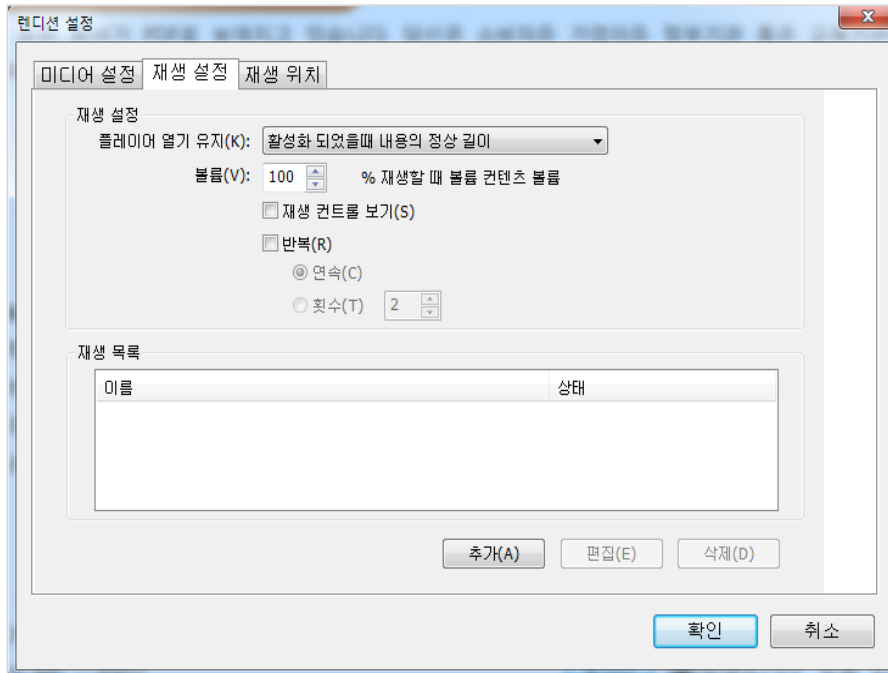 렌디션 설정
미디어 설정 재생 설정 재생 위치
재생 설정
플레이어 열기 유지(K): 활성화 되었을때 내용의 정상 길이
볼륨(V): 100 % 재생할 때 볼륨 컨텐츠 볼륨
재생 컨트롤 보기(S)
반복(R)
연속(C)
횟수(T) 2
재생 목록
이름 상태
추가(A) 편집(E) 삭제(D)
확인 취소